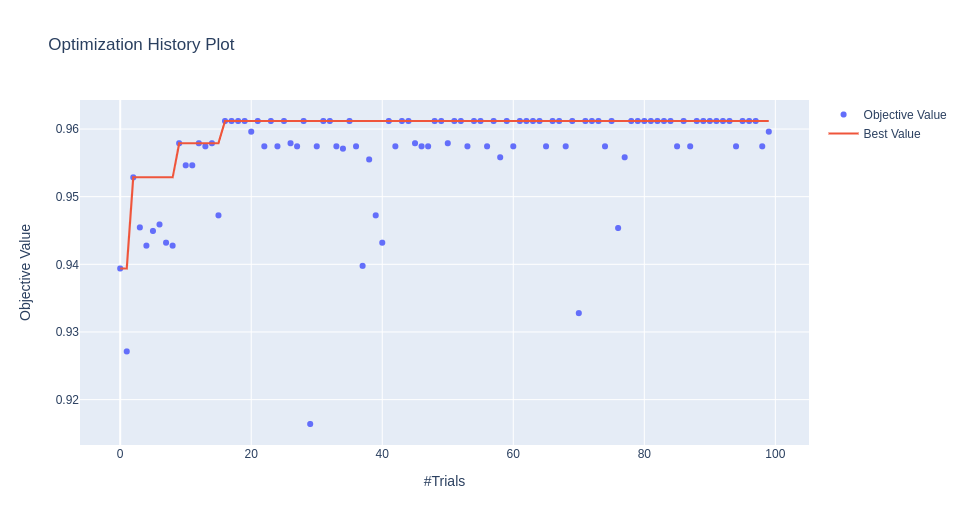 Optimization History Plot
Objective Value
Best Value
0.96
0.95
0.94
0.93
0.92
Objective Value
0
20
40
60
80
100
#Trials